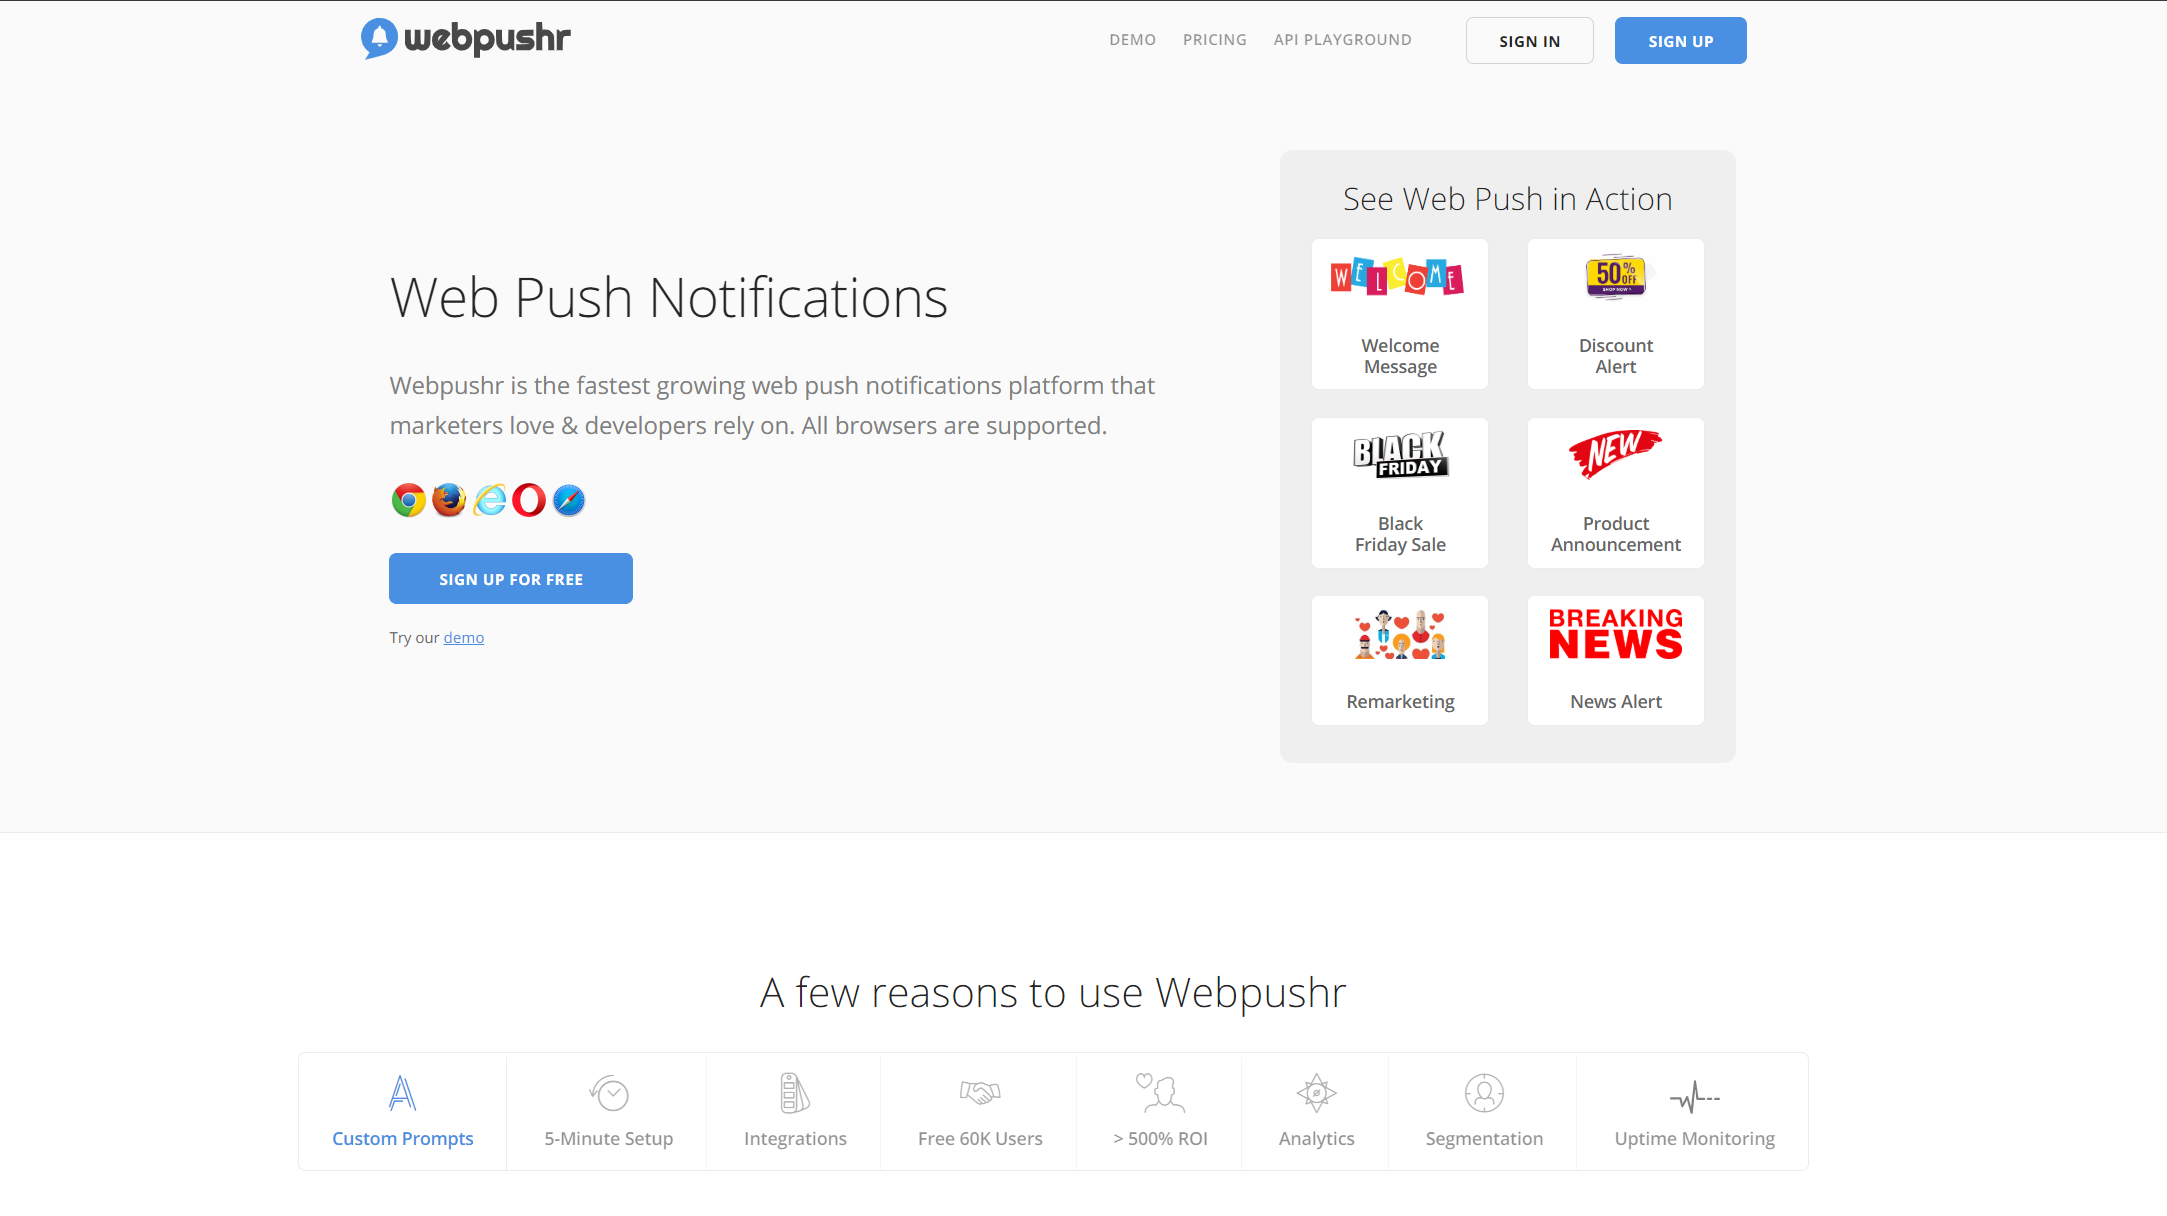 webpushr
DEMO PRICING API PLAYGROUND SIGN IN SIGN UP
Web Push Notifications
Webpushr is the fastest growing web push notifications platform that
marketers love & developers rely on. All browsers are supported.
SIGN UP FOR FREE
Try our demo
See Web Push in Action
WELCOME
Welcome
Message
50% OFF
SHOP NOW
Discount
Alert
BLACK
FRIDAY
Black
Friday Sale
NEW
Product
Announcement
Remarketing
BREAKING
NEWS
News Alert
A few reasons to use Webpushr
Custom Prompts
5-Minute Setup
Integrations
Free 60K Users
> 500% ROI
Analytics
Segmentation
Uptime Monitoring